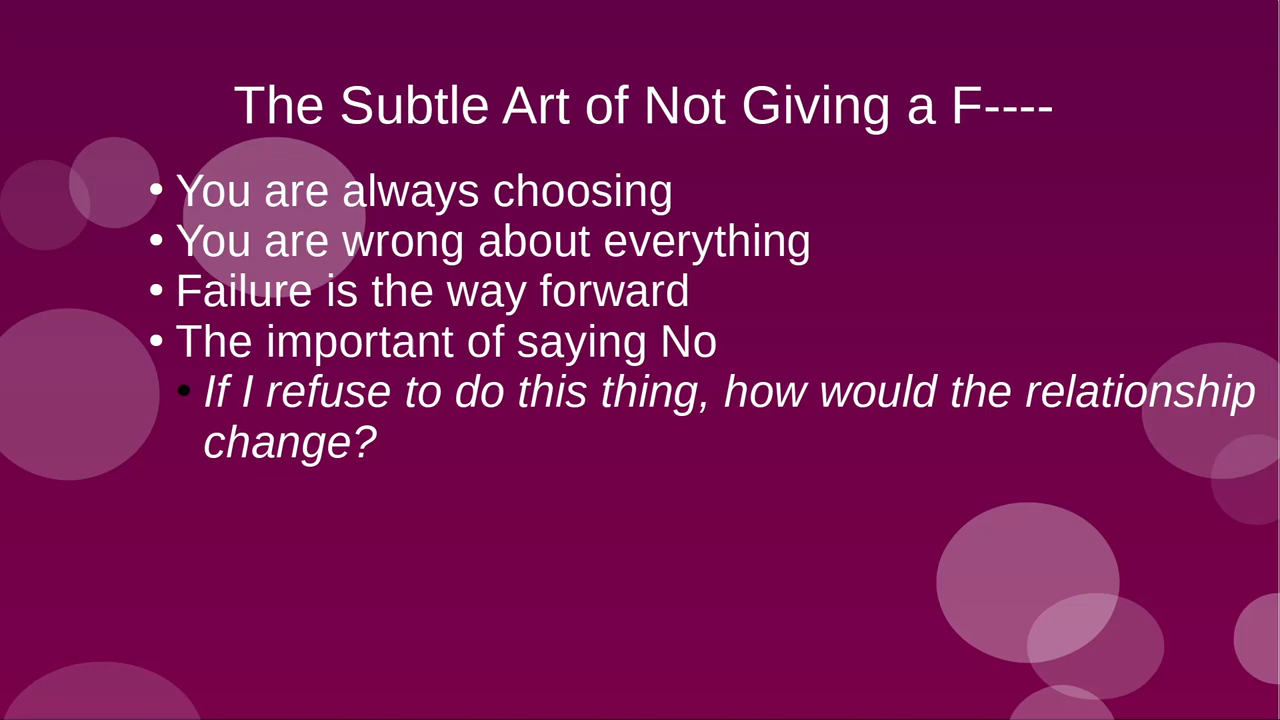 The Subtle Art of Not Giving a F----
• You are always choosing
• You are wrong about everything
• Failure is the way forward
• The important of saying No
• If I refuse to do this thing, how would the relationship
change?